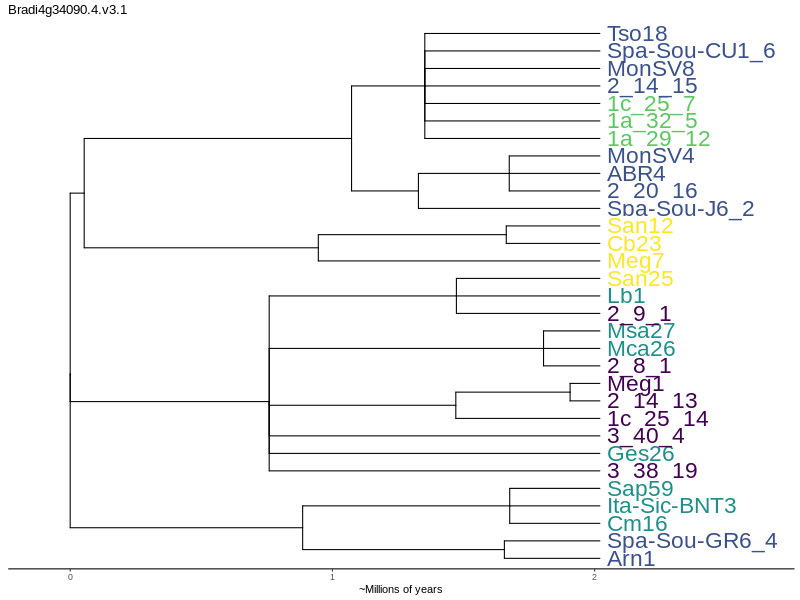 Bradi4g34090.4.v3.1
Tso18
Spa-Sou-CU1_6
MonSV8
2_14_15
1c_25_7
1a_32_5
1a_29_12
MonSV4
ABR4
2_20_16
Spa-Sou-J6_2
San12
Cb23
Meg7
San25
Lb1
2_9_1
Msa27
Mca26
2_8_1
Meg1
2_14_13
1c_25_14
3_40_4
Ges26
3_38_19
Sap59
Ita-Sic-BNT3
Cm16
Spa-Sou-GR6_4
Arn1
0 1 2
~Millions of years